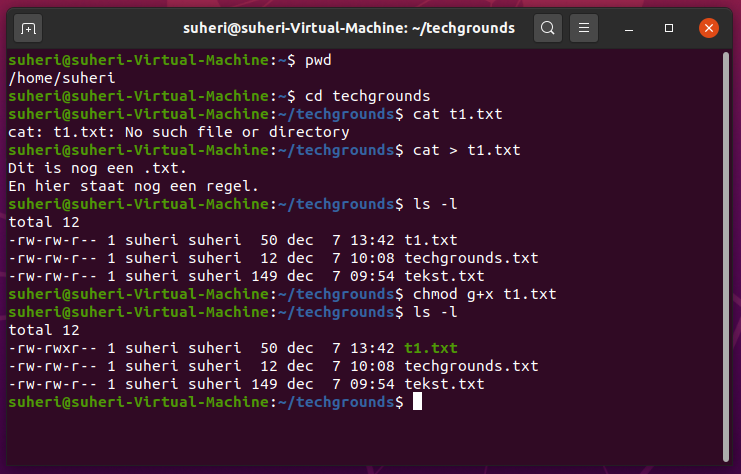 suheri@suheri-Virtual-Machine: ~/techgrounds
suheri@suheri-Virtual-Machine:~$ pwd
/home/suheri
suheri@suheri-Virtual-Machine:~$ cd techgrounds
suheri@suheri-Virtual-Machine:~/techgrounds$ cat t1.txt
cat: t1.txt: No such file or directory
suheri@suheri-Virtual-Machine:~/techgrounds$ cat > t1.txt
Dit is nog een .txt.
En hier staat nog een regel.
suheri@suheri-Virtual-Machine:~/techgrounds$ ls -l
total 12
-rw-rw-r-- 1 suheri suheri  50 dec  7 13:42 t1.txt
-rw-rw-r-- 1 suheri suheri  12 dec  7 10:08 techgrounds.txt
-rw-rw-r-- 1 suheri suheri 149 dec  7 09:54 tekst.txt
suheri@suheri-Virtual-Machine:~/techgrounds$ chmod g+x t1.txt
suheri@suheri-Virtual-Machine:~/techgrounds$ ls -l
total 12
-rw-rwxr-- 1 suheri suheri  50 dec  7 13:42 t1.txt
-rw-rw-r-- 1 suheri suheri  12 dec  7 10:08 techgrounds.txt
-rw-rw-r-- 1 suheri suheri 149 dec  7 09:54 tekst.txt
suheri@suheri-Virtual-Machine:~/techgrounds$